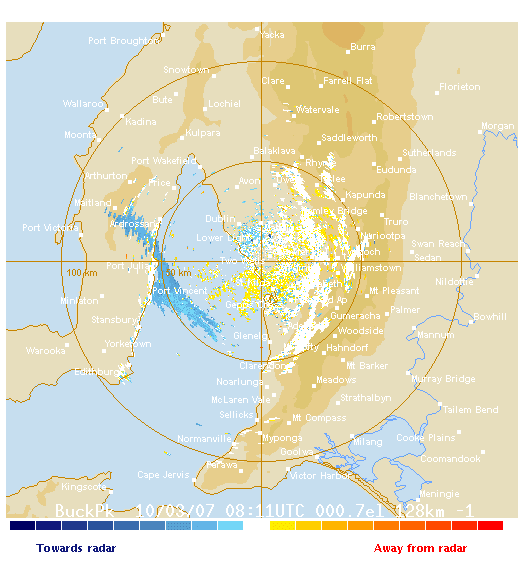 Yacka
Port Broughton
Burra
Snowtown
Clare
Farrell Flat
Florieton
Bute
Wallaroo
Lochiel
Kadina
Watervale
Robertstown
Morgan
Moonta
Kulpara
Saddleworth
Balaklava
Sutherlands
Port Wakefield
Eudunda
Arthurton
Price
Avon
Kapunda
Blanchetown
Maitland
Dublin
Truro
Port Victoria
Ardrossan
Nuriootpa
Swan Reach
Sedan
Williamstown
100 km
Nildottie
Port Vincent
Mt Pleasant
Minlaton
Palmer
Bowhill
Stansbury
Gumeracha
Mannum
Woodside
Glenelg
Yorketown
Hahndorf
Warooka
Clarendon
Mt Barker
Edithburgh
Murray Bridge
Noarlunga
Meadows
McLaren Vale
Strathalbyn
Sellicks
Tailem Bend
Mt Compass
Normanville
Myponga
Milang
Cooke Plains
Goolwa
Coomandook
Parawa
Cape Jervis
Victor Harbor
Meningie
BuckPk 10/03/07 08:11UTC 000.7el 128km -1
Towards radar
Away from radar